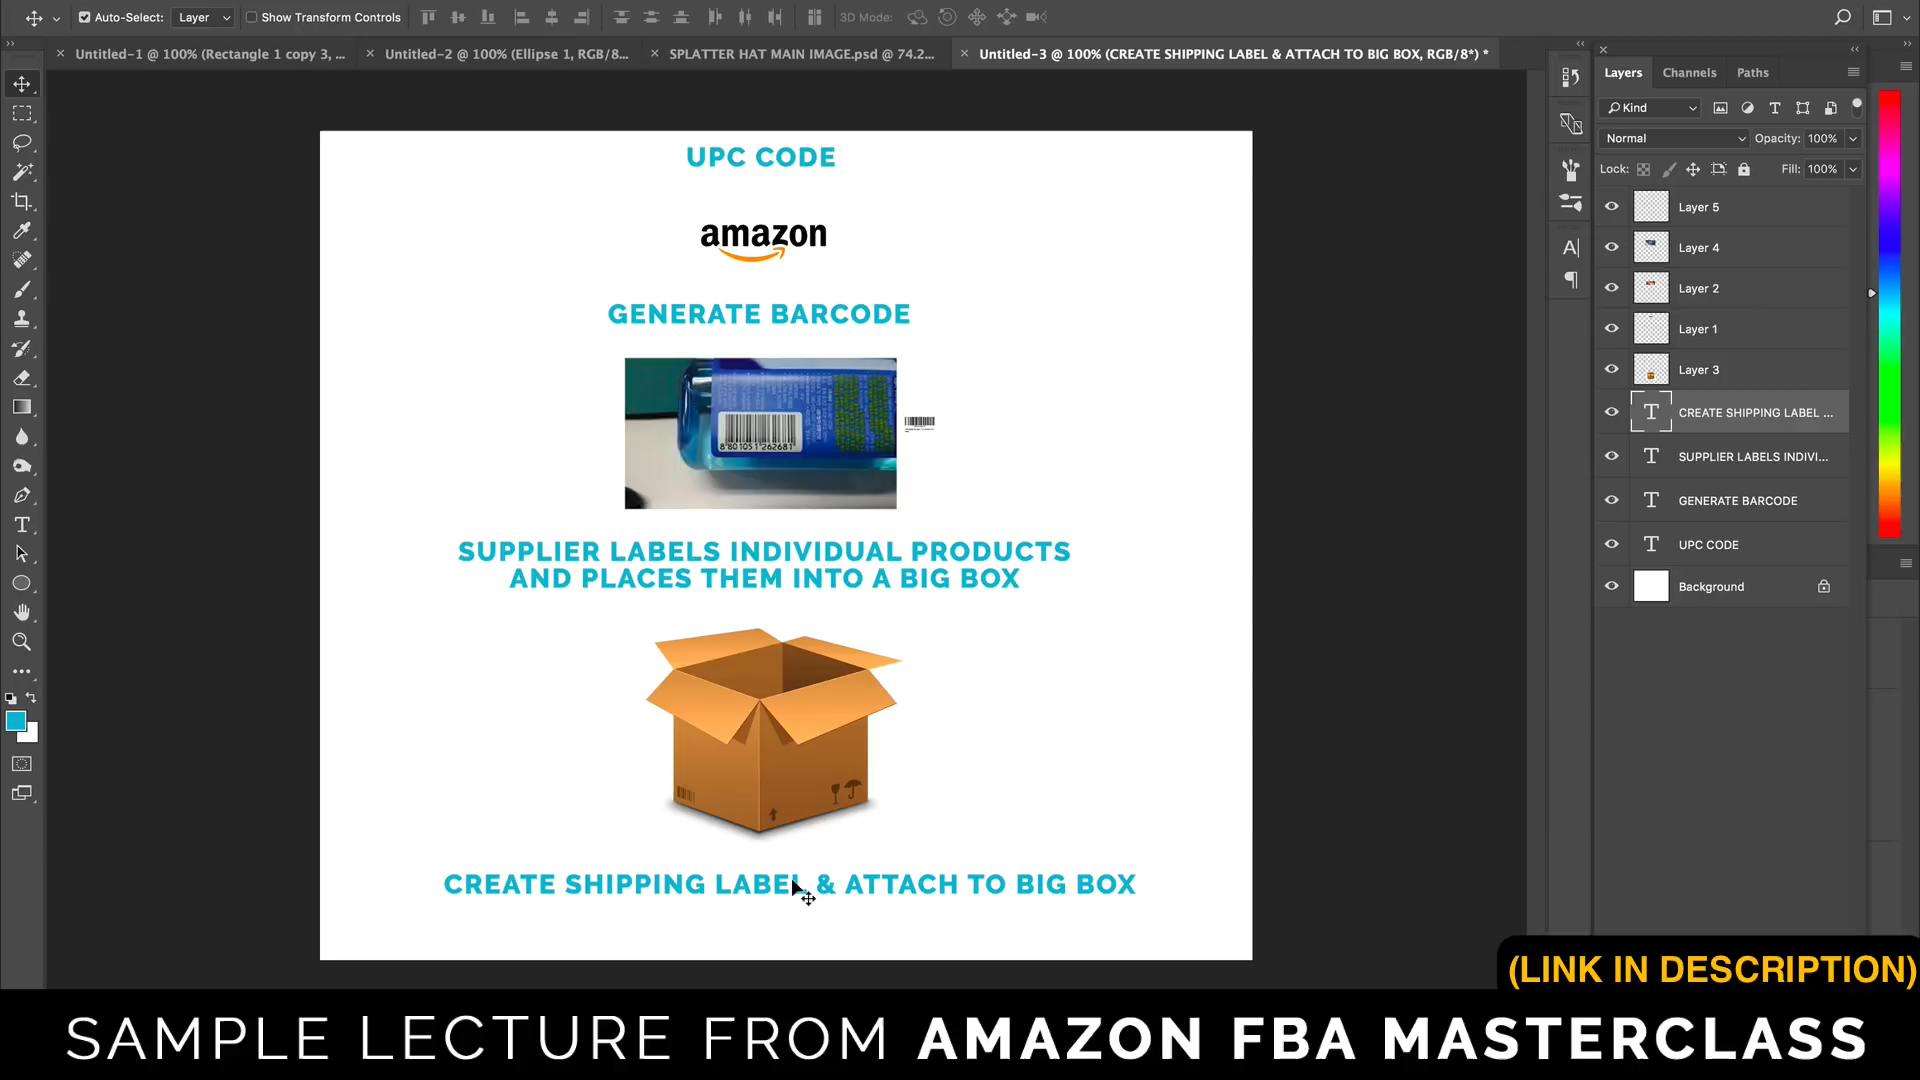 Auto-Select: Layer Show Transform Controls 3D Mode:
Untitled-1 @ 100% (Rectangle 1 copy 3, ... Untitled-2 @ 100% (Ellipse 1, RGB/8... SPLATTER HAT MAIN IMAGE.psd @ 74.2... Untitled-3 @ 100% (CREATE SHIPPING LABEL & ATTACH TO BIG BOX, RGB/8*) *
Layers Channels Paths
Kind
Normal Opacity: 100%
Lock: Fill: 100%
Layer 5
Layer 4
Layer 2
Layer 1
Layer 3
CREATE SHIPPING LABEL ...
SUPPLIER LABELS INDIVI...
GENERATE BARCODE
UPC CODE
Background
UPC CODE
amazon
GENERATE BARCODE
8 801051 262681
SUPPLIER LABELS INDIVIDUAL PRODUCTS
AND PLACES THEM INTO A BIG BOX
CREATE SHIPPING LABEL & ATTACH TO BIG BOX
(LINK IN DESCRIPTION)
SAMPLE LECTURE FROM AMAZON FBA MASTERCLASS